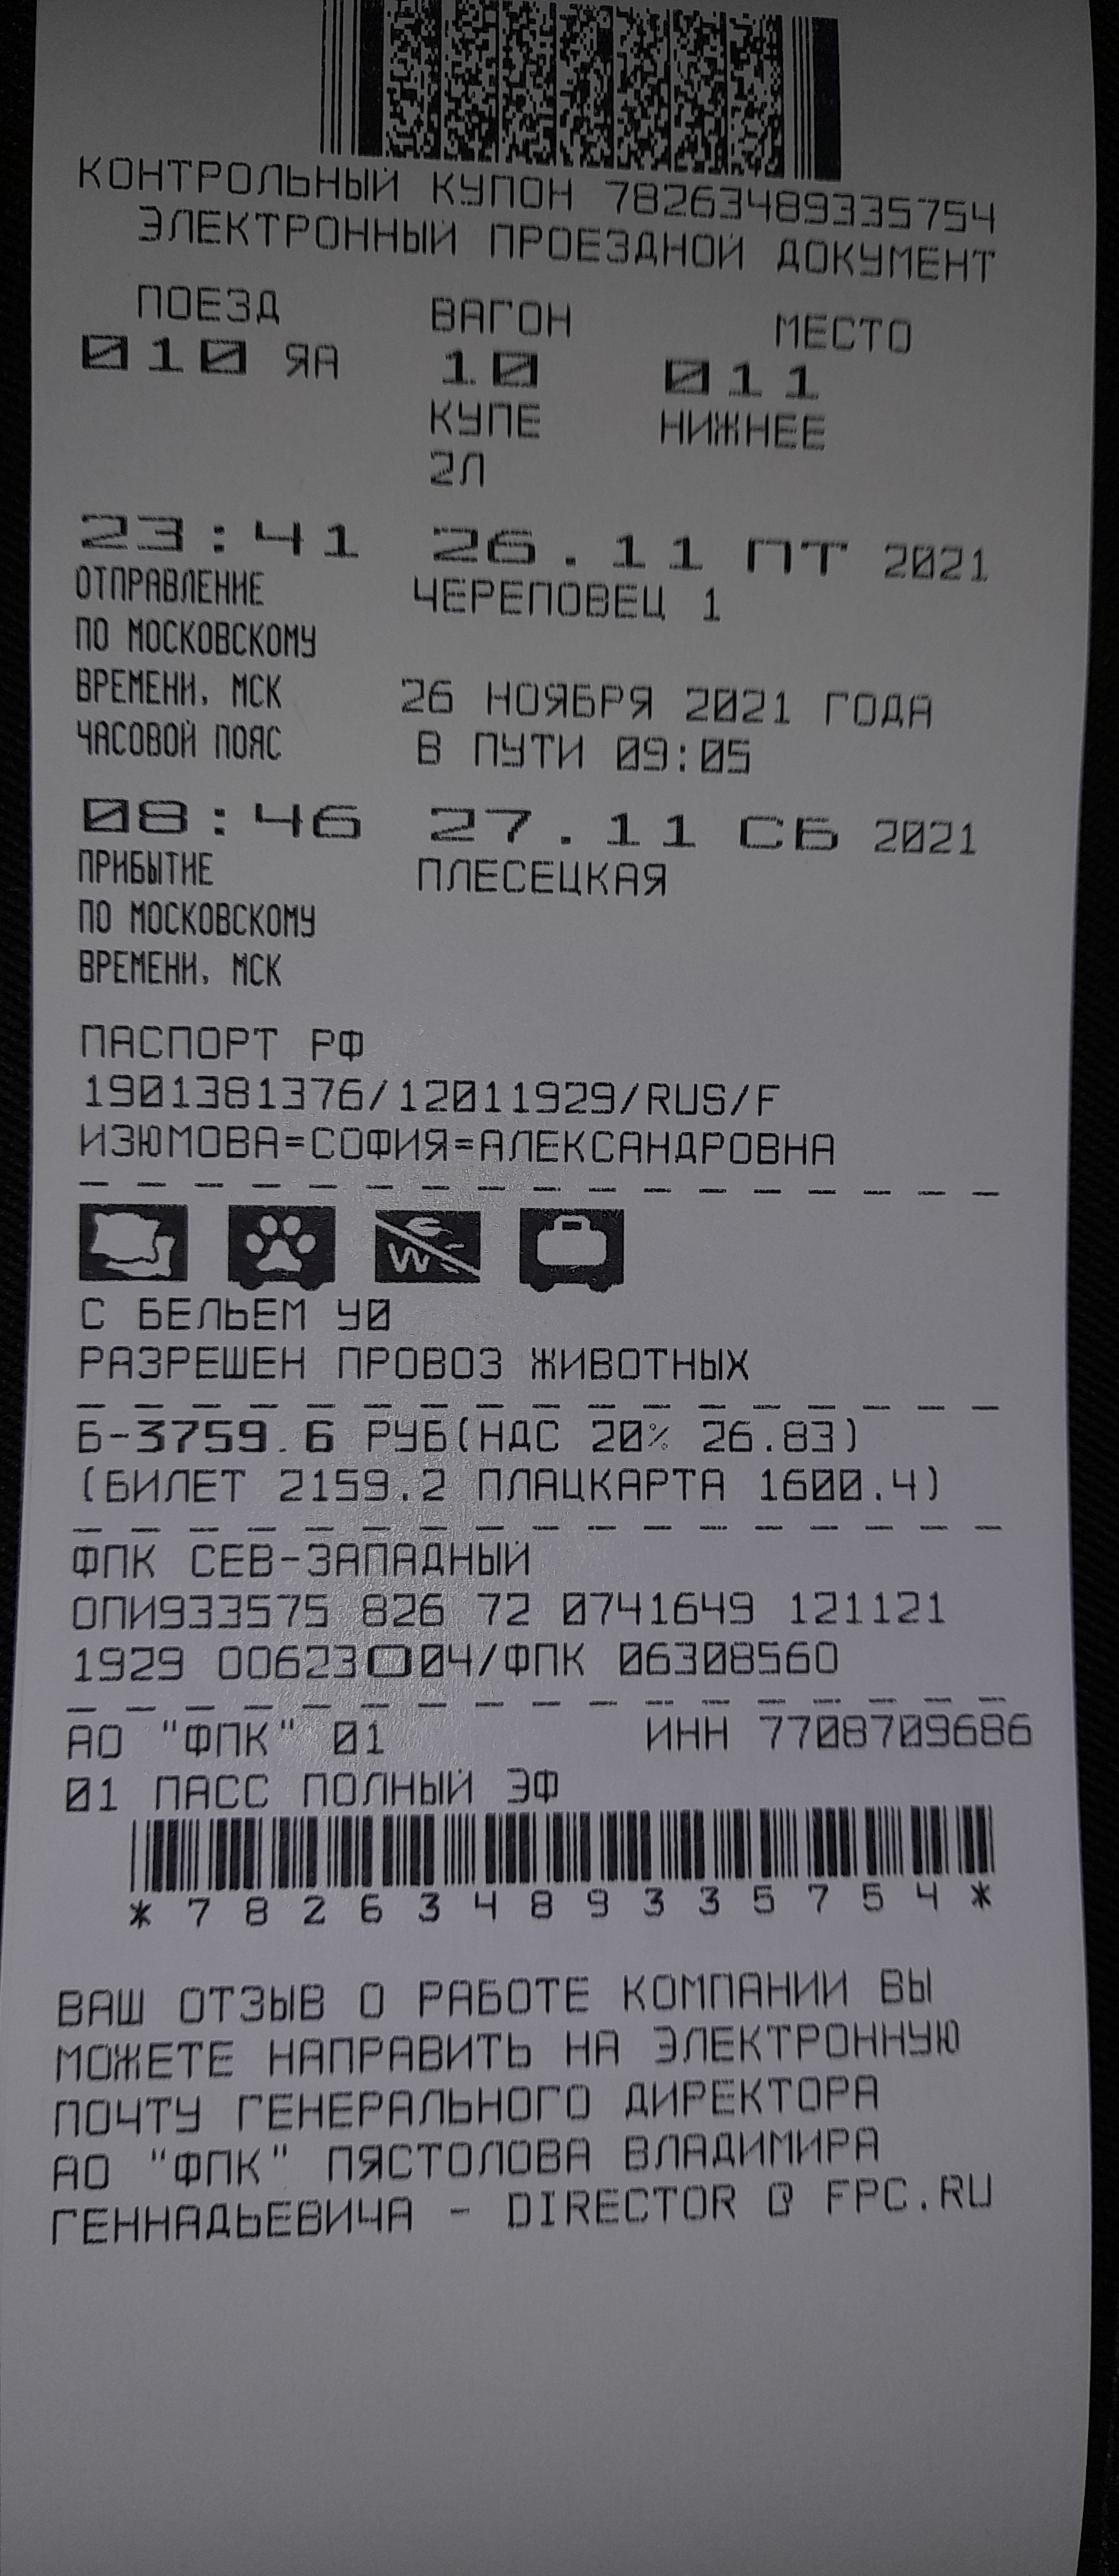 КОНТРОЛЬНЫЙ КУПОН 78263489335754
ЭЛЕКТРОННЫЙ ПРОЕЗДНОЙ ДОКУМЕНТ
ПОЕЗД ВАГОН МЕСТО
010 ЯА 10 011
КУПЕ НИЖНЕЕ
2Л
23:41 26.11 ПТ 2021
ОТПРАВЛЕНИЕ ЧЕРЕПОВЕЦ 1
ПО МОСКОВСКОМУ
ВРЕМЕНИ, МСК 26 НОЯБРЯ 2021 ГОДА
ЧАСОВОЙ ПОЯС В ПУТИ 09:05
08:46 27.11 СБ 2021
ПРИБЫТИЕ ПЛЕСЕЦКАЯ
ПО МОСКОВСКОМУ
ВРЕМЕНИ, МСК
ПАСПОРТ РФ
1901381376/12011929/RUS/F
ИЗЮМОВА=СОФИЯ=АЛЕКСАНДРОВНА
W
С БЕЛЬЕМ У0
РАЗРЕШЕН ПРОВОЗ ЖИВОТНЫХ
Б-3759.6 РУБ(НДС 20% 26.83)
(БИЛЕТ 2159.2 ПЛАЦКАРТА 1600.4)
ФПК СЕВ-ЗАПАДНЫЙ
ОПИ933575 826 72 0741649 121121
1929 00623О04/ФПК 06308560
АО "ФПК" 01 ИНН 7708709686
01 ПАСС ПОЛНЫЙ ЭФ
*78263489335754*
ВАШ ОТЗЫВ О РАБОТЕ КОМПАНИИ ВЫ
МОЖЕТЕ НАПРАВИТЬ НА ЭЛЕКТРОННУЮ
ПОЧТУ ГЕНЕРАЛЬНОГО ДИРЕКТОРА
АО "ФПК" ПЯСТОЛОВА ВЛАДИМИРА
ГЕННАДЬЕВИЧА - DIRECTOR @ FPC.RU